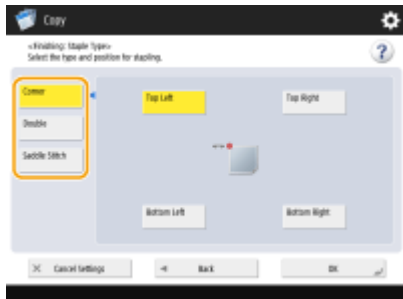 Copy
<Finishing: Staple Type>
Select the type and position for stapling.
Corner
Top Left
Top Right
Double
Saddle Stitch
Bottom Left
Bottom Right
Cancel Settings
Back
OK